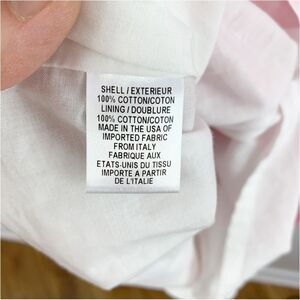 SHELL / EXTERIEUR
100% COTTON/COTON
LINING / DOUBLURE
100% COTTON/COTON
MADE IN THE USA OF
IMPORTED FABRIC
FROM ITALY
FABRIQUE AUX
ETATS-UNIS DU TISSU
IMPORTE A PARTIR
DE L'ITALIE